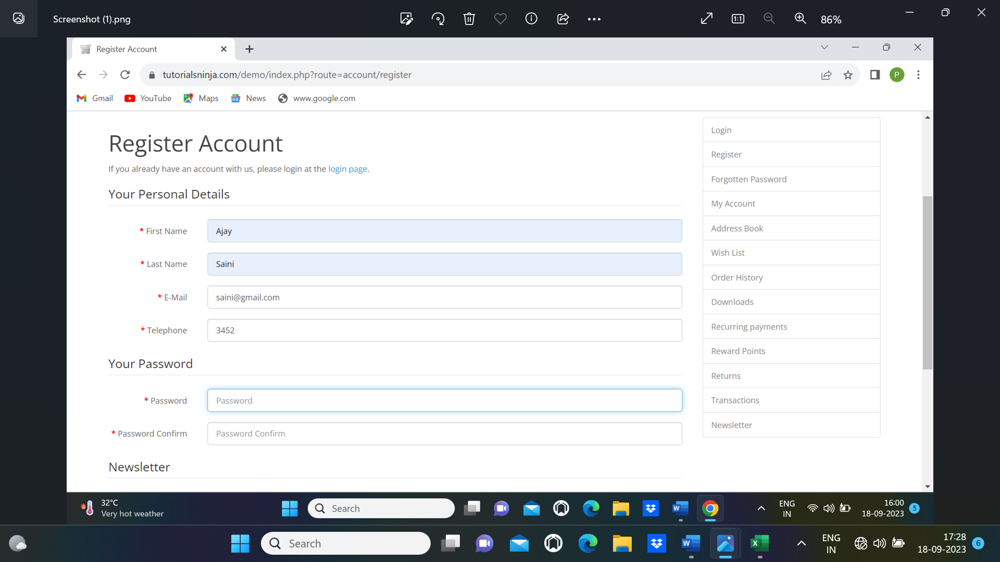 Screenshot (1).png
86%
Register Account
tutorialsninja.com/demo/index.php?route=account/register
P
Gmail YouTube Maps News www.google.com
Register Account
If you already have an account with us, please login at the login page.
Your Personal Details
* First Name Ajay
* Last Name Saini
* E-Mail saini@gmail.com
* Telephone 3452
Your Password
* Password Password
* Password Confirm Password Confirm
Newsletter
Login
Register
Forgotten Password
My Account
Address Book
Wish List
Order History
Downloads
Recurring payments
Reward Points
Returns
Transactions
Newsletter
32°C
Very hot weather
Search
ENG
IN
16:00
18-09-2023
5
Search
ENG
IN
17:28
18-09-2023
6